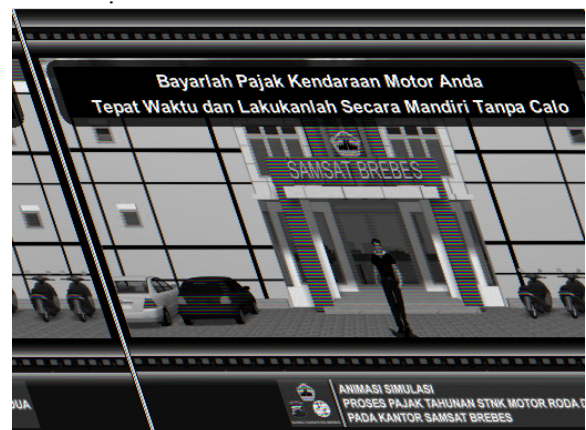 Bayarlah Pajak Kendaraan Motor Anda
Tepat Waktu dan Lakukanlah Secara Mandiri Tanpa Calo
SAMSAT BREBES
ANIMASI SIMULASI
PROSES PAJAK TAHUNAN STNK MOTOR RODA D
PADA KANTOR SAMSAT BREBES
UA